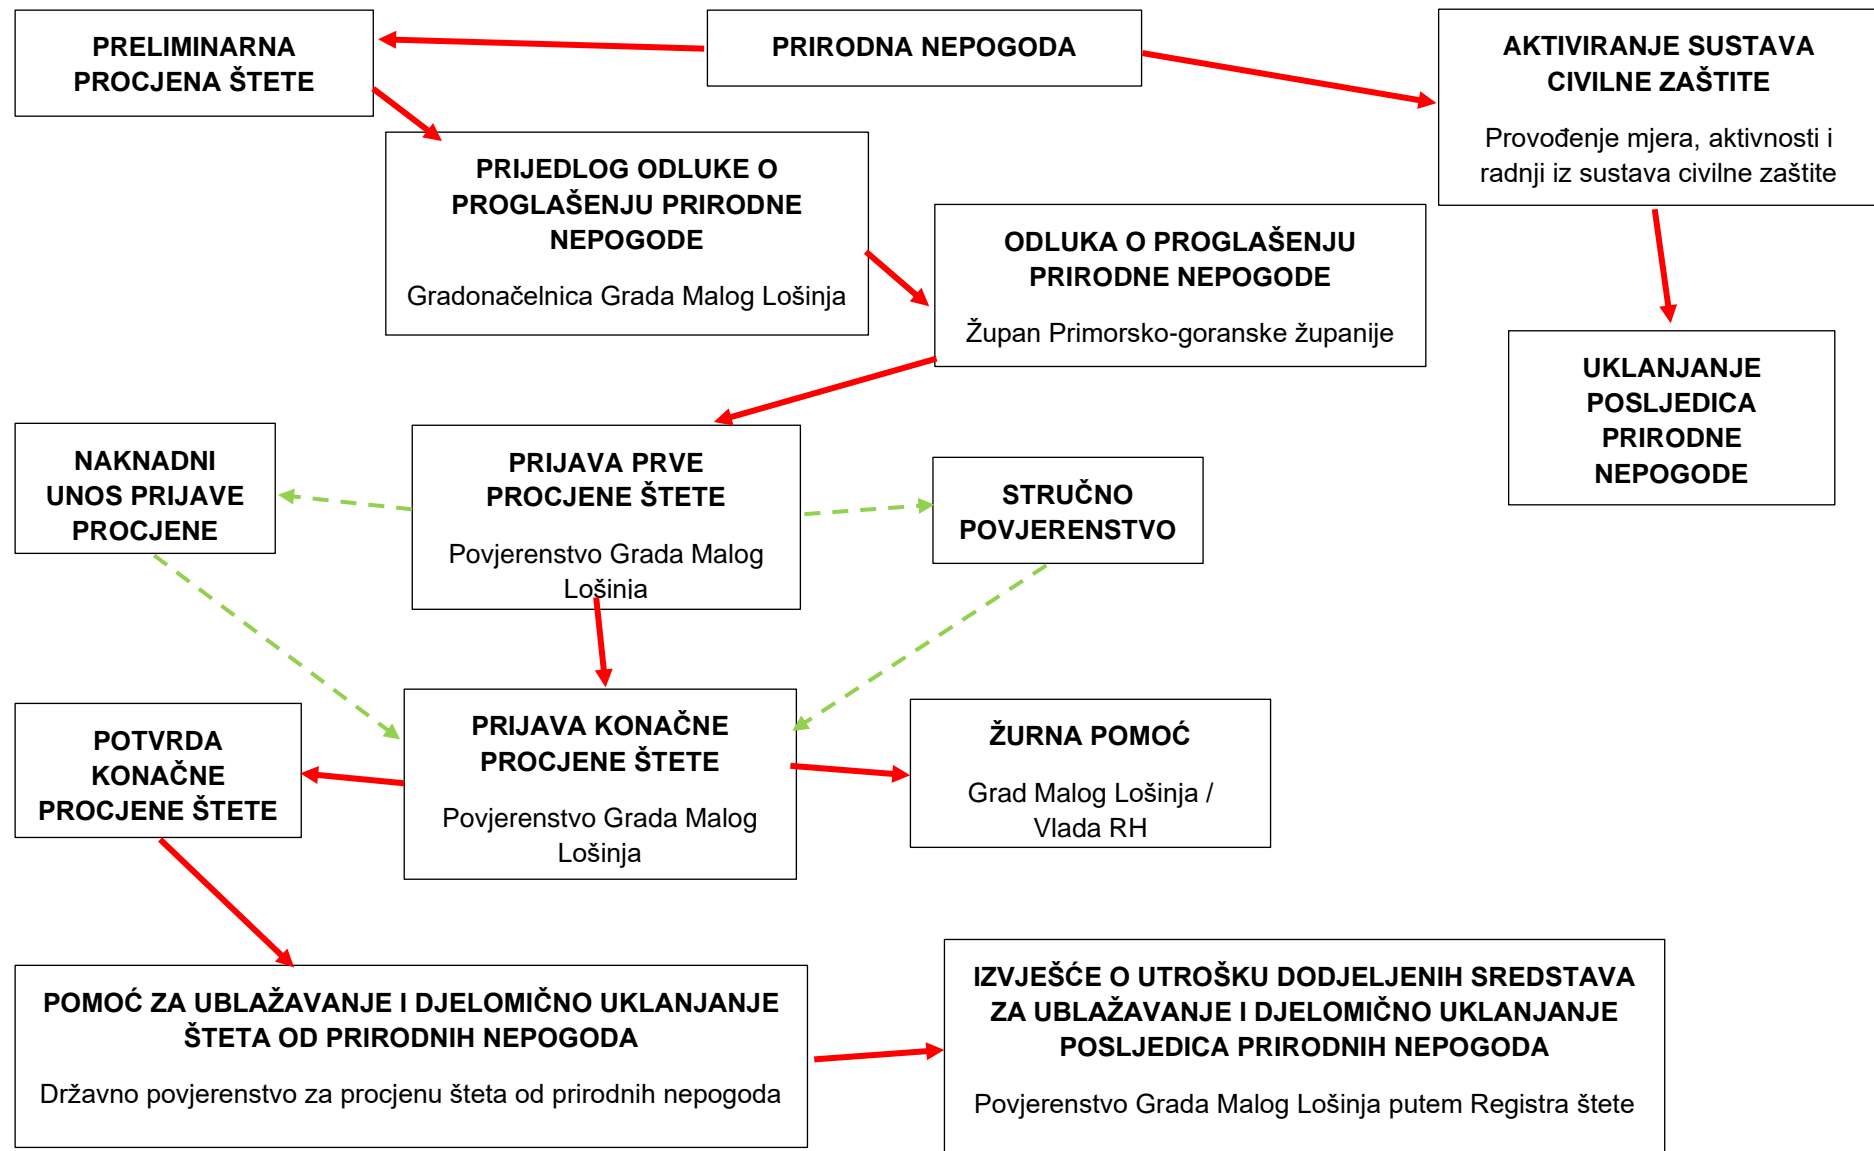 PRELIMINARNA
PROCJENA ŠTETE
PRIRODNA NEPOGODA
AKTIVIRANJE SUSTAVA
CIVILNE ZAŠTITE
Provođenje mjera, aktivnosti i
radnji iz sustava civilne zaštite
PRIJEDLOG ODLUKE O
PROGLAŠENJU PRIRODNE
NEPOGODE
Gradonačelnica Grada Malog Lošinja
ODLUKA O PROGLAŠENJU
PRIRODNE NEPOGODE
Župan Primorsko-goranske županije
UKLANJANJE
POSLJEDICA
PRIRODNE
NEPOGODE
NAKNADNI
UNOS PRIJAVE
PROCJENE
PRIJAVA PRVE
PROCJENE ŠTETE
Povjerenstvo Grada Malog
Lošinja
STRUČNO
POVJERENSTVO
POTVRDA
KONAČNE
PROCJENE ŠTETE
PRIJAVA KONAČNE
PROCJENE ŠTETE
Povjerenstvo Grada Malog
Lošinja
ŽURNA POMOĆ
Grad Malog Lošinja /
Vlada RH
POMOĆ ZA UBLAŽAVANJE I DJELOMIČNO UKLANJANJE
ŠTETA OD PRIRODNIH NEPOGODA
Državno povjerenstvo za procjenu šteta od prirodnih nepogoda
IZVJEŠĆE O UTROŠKU DODJELJENIH SREDSTAVA
ZA UBLAŽAVANJE I DJELOMIČNO UKLANJANJE
POSLJEDICA PRIRODNIH NEPOGODA
Povjerenstvo Grada Malog Lošinja putem Registra štete